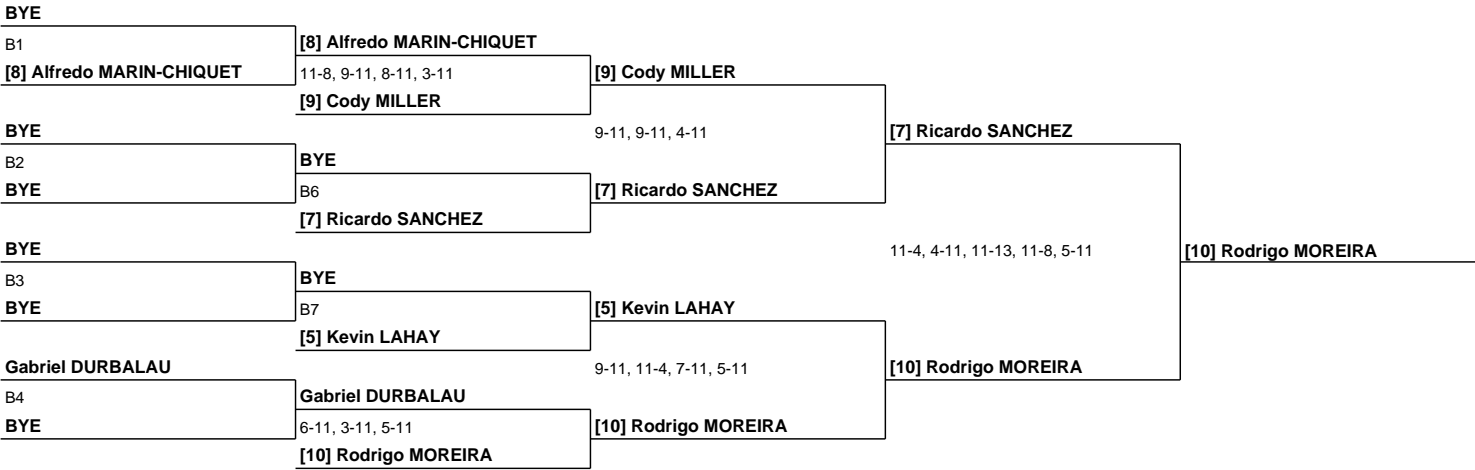 BYE
B1
[8] Alfredo MARIN-CHIQUET
[8] Alfredo MARIN-CHIQUET
11-8, 9-11, 8-11, 3-11
[9] Cody MILLER
[9] Cody MILLER
BYE
9-11, 9-11, 4-11
[7] Ricardo SANCHEZ
B2
BYE
BYE
B6
[7] Ricardo SANCHEZ
[7] Ricardo SANCHEZ
BYE
11-4, 4-11, 11-13, 11-8, 5-11
[10] Rodrigo MOREIRA
B3
BYE
BYE
B7
[5] Kevin LAHAY
[5] Kevin LAHAY
Gabriel DURBALAU
9-11, 11-4, 7-11, 5-11
[10] Rodrigo MOREIRA
B4
Gabriel DURBALAU
BYE
6-11, 3-11, 5-11
[10] Rodrigo MOREIRA
[10] Rodrigo MOREIRA